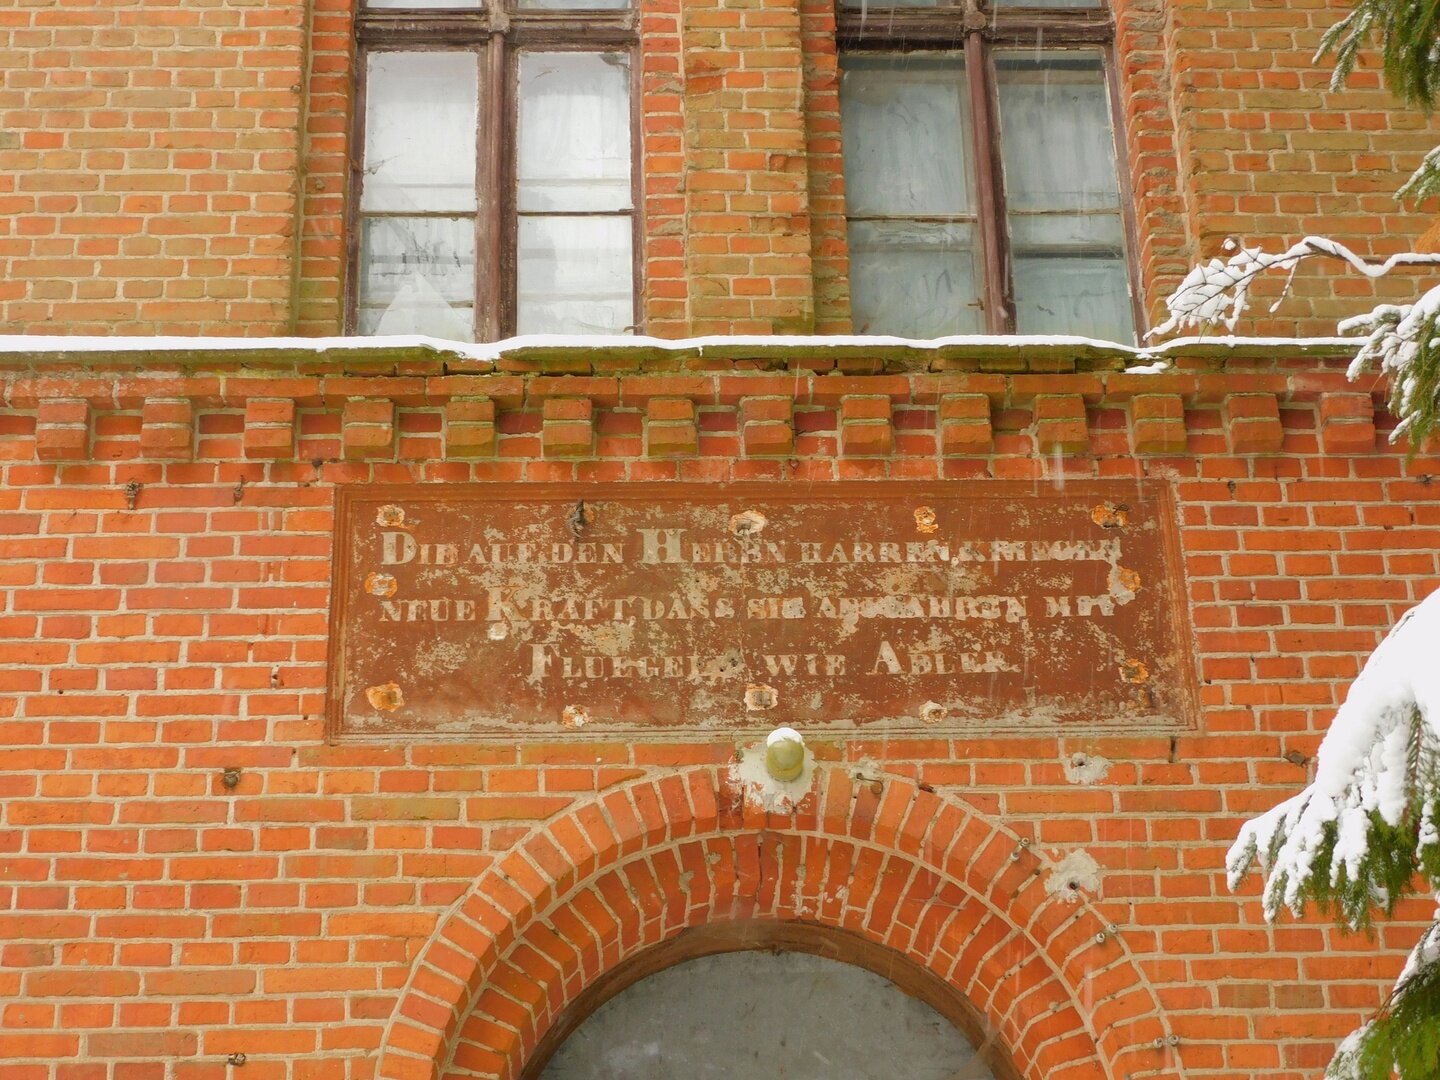 Die auf den Herrn harren, kriegen
neue Kraft, dass sie auffahren mit
Fluegeln wie Adler.